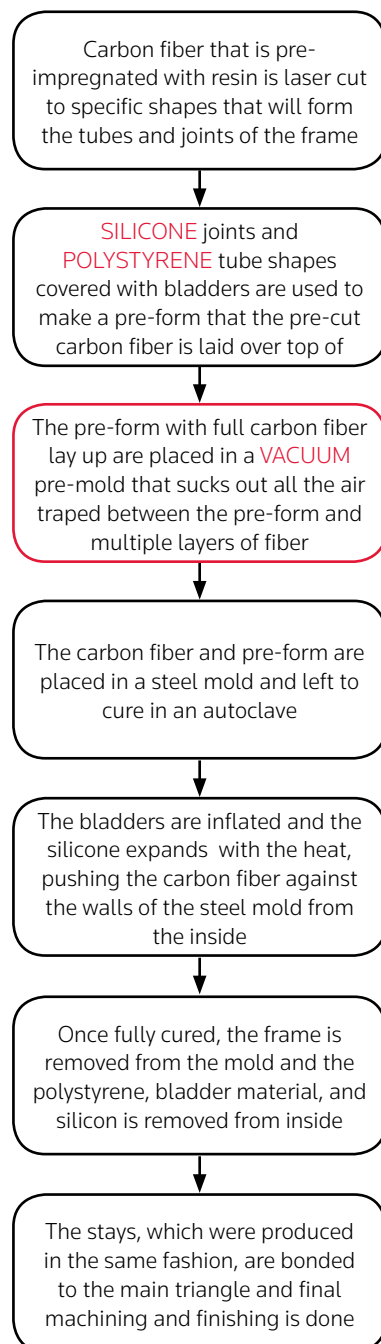 Carbon fiber that is pre-
impregnated with resin is laser cut
to specific shapes that will form
the tubes and joints of the frame
SILICONE joints and
POLYSTYRENE tube shapes
covered with bladders are used to
make a pre-form that the pre-cut
carbon fiber is laid over top of
The pre-form with full carbon fiber
lay up are placed in a VACUUM
pre-mold that sucks out all the air
traped between the pre-form and
multiple layers of fiber
The carbon fiber and pre-form are
placed in a steel mold and left to
cure in an autoclave
The bladders are inflated and the
silicone expands  with the heat,
pushing the carbon fiber against
the walls of the steel mold from
the inside
Once fully cured, the frame is
removed from the mold and the
polystyrene, bladder material, and
silicon is removed from inside
The stays, which were produced
in the same fashion, are bonded
to the main triangle and final
machining and finishing is done